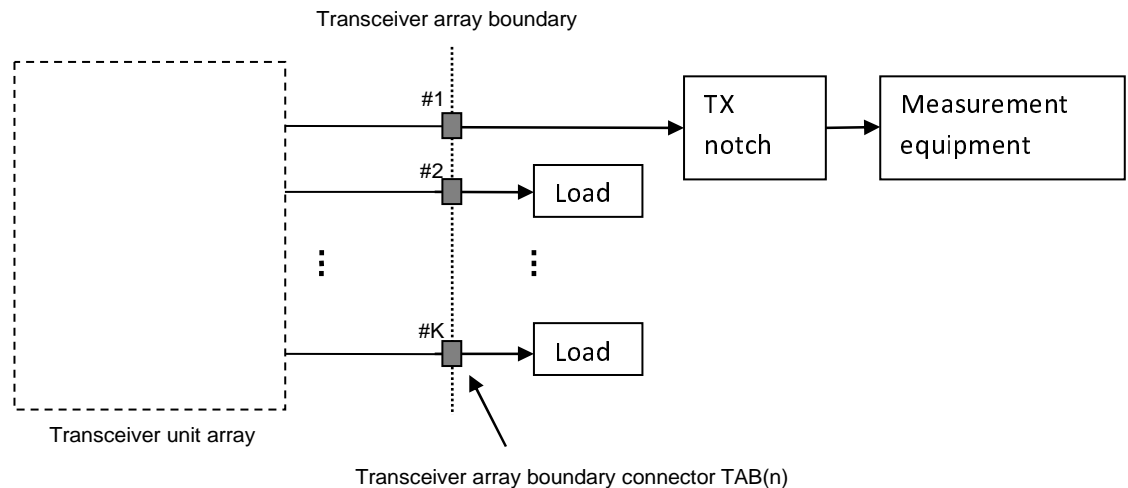 Transceiver array boundary
#1
TX
notch
Measurement
equipment
#2
Load
#K
Load
Transceiver unit array
Transceiver array boundary connector TAB(n)